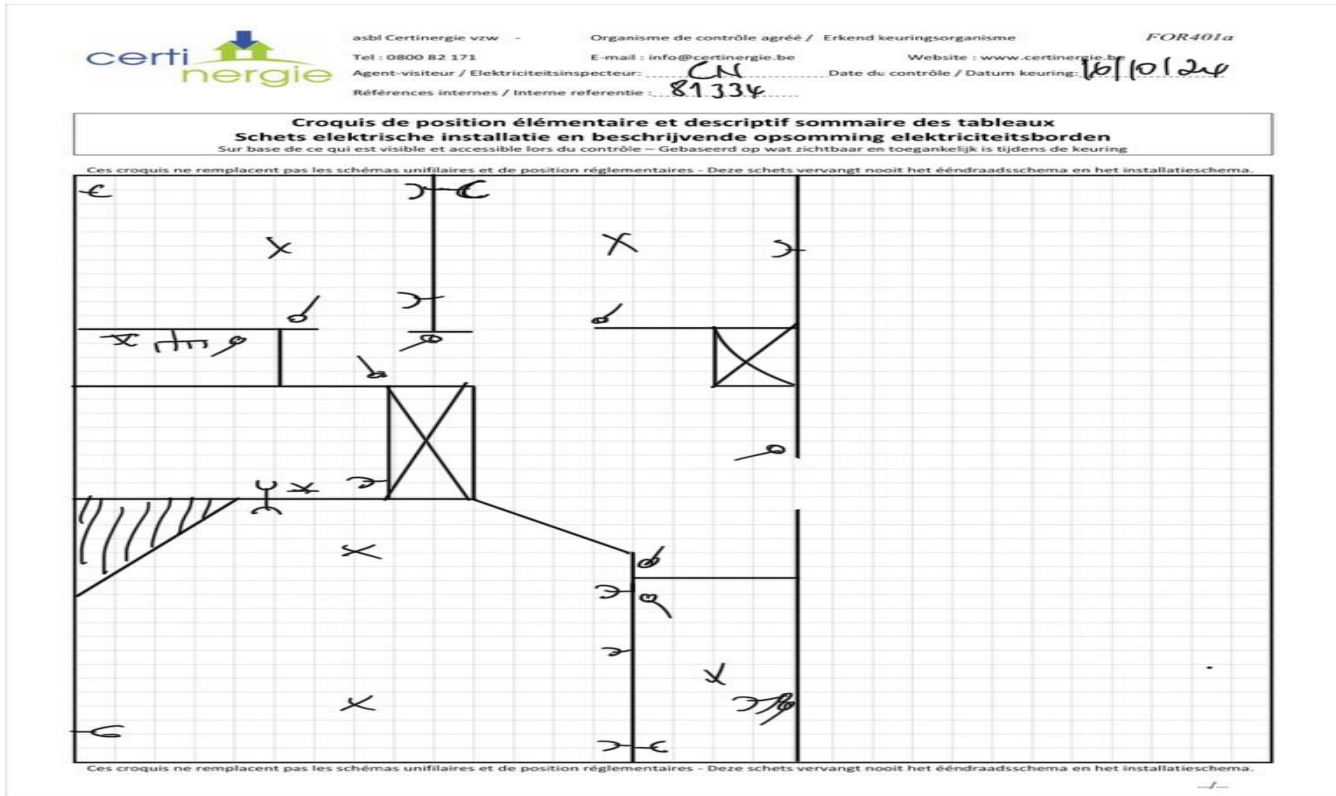 certi
nergie
asbl Certinergie vzw - Organisme de contrôle agréé / Erkend keuringsorganisme FOR401a
Tel : 0800 82 171 E-mail : info@certinergie.be Website : www.certinergie.be
Agent-visiteur / Elektriciteitsinspecteur: CN Date du contrôle / Datum keuring: 16/10/24
Références internes / Interne referentie : 81334
Croquis de position élémentaire et descriptif sommaire des tableaux
Schets elektrische installatie en beschrijvende opsomming elektriciteitsborden
Sur base de ce qui est visible et accessible lors du contrôle – Gebaseerd op wat zichtbaar en toegankelijk is tijdens de keuring
Ces croquis ne remplacent pas les schémas unifilaires et de position réglementaires - Deze schets vervangt nooit het ééndraadsschema en het installatieschema.
Ces croquis ne remplacent pas les schémas unifilaires et de position réglementaires - Deze schets vervangt nooit het ééndraadsschema en het installatieschema.
.../...